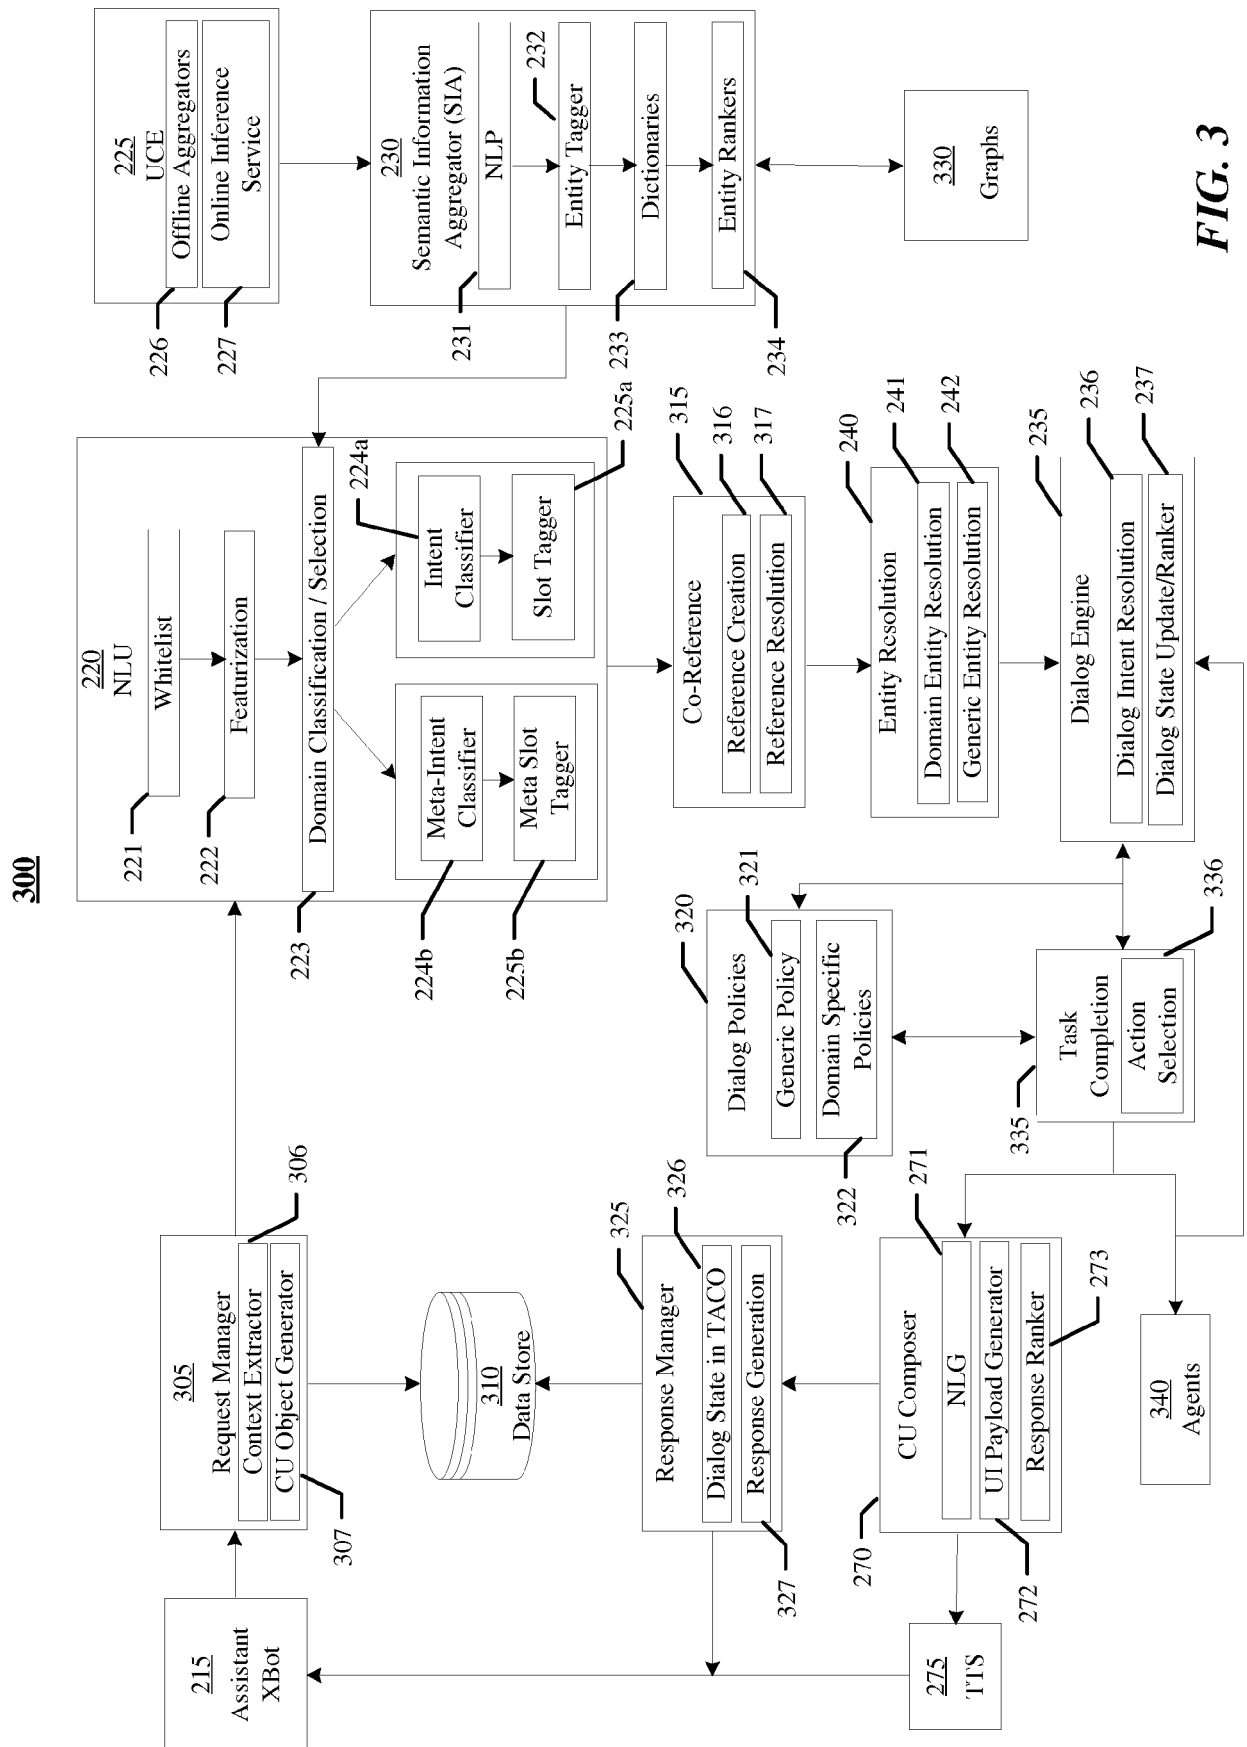 300
215
Assistant
XBot
305
Request Manager
Context Extractor
CU Object Generator
306
307
310
Data Store
220
NLU
Whitelist
221
Featurization
222
Domain Classification / Selection
223
Meta-Intent
Classifier
224b
Meta Slot
Tagger
225b
Intent
Classifier
224a
Slot Tagger
225a
225
UCE
Offline Aggregators
Online Inference
Service
226
227
230
Semantic Information
Aggregator (SIA)
NLP
231
Entity Tagger
232
Dictionaries
233
Entity Rankers
234
330
Graphs
Co-Reference
315
Reference Creation
316
Reference Resolution
317
Entity Resolution
240
Domain Entity Resolution
241
Generic Entity Resolution
242
Dialog Engine
235
Dialog Intent Resolution
236
Dialog State Update/Ranker
237
Dialog Policies
320
Generic Policy
321
Domain Specific
Policies
322
Task
Completion
335
Action
Selection
336
Response Manager
325
Dialog State in TACO
326
Response Generation
327
CU Composer
270
NLG
271
UI Payload Generator
272
Response Ranker
273
275
TTS
340
Agents
FIG. 3